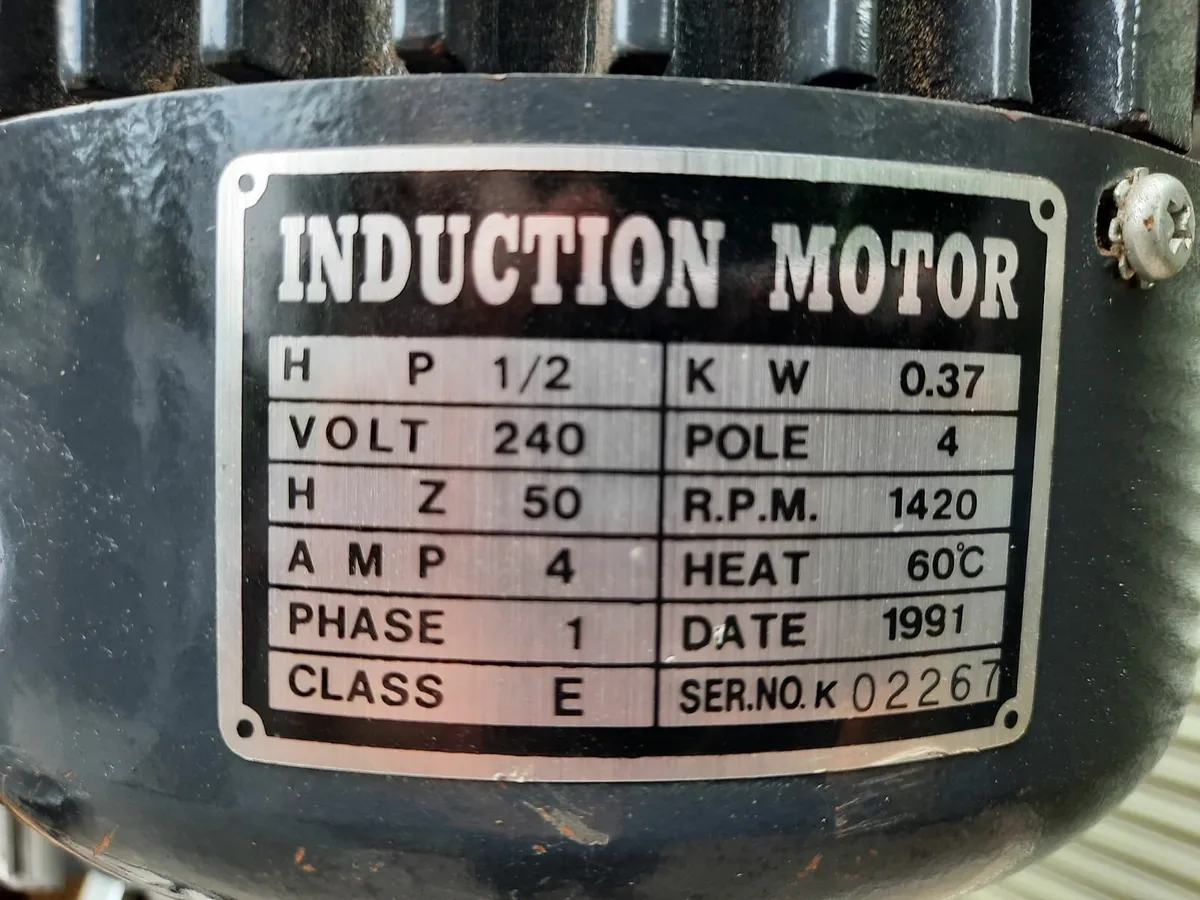 INDUCTION MOTOR
H P 1/2 K W 0.37
VOLT 240 POLE 4
H Z 50 R.P.M. 1420
A M P 4 HEAT 60°C
PHASE 1 DATE 1991
CLASS E SER.NO. K 02267